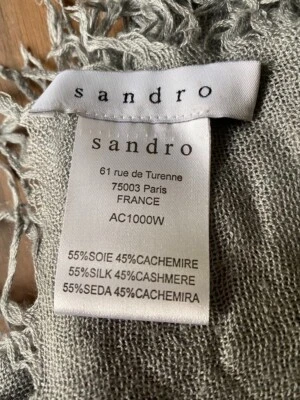 sandro
sandro
61 rue de Turenne
75003 Paris
FRANCE
AC1000W
55%SOIE 45%CACHEMIRE
55%SILK 45%CASHMERE
55%SEDA 45%CACHEMIRA